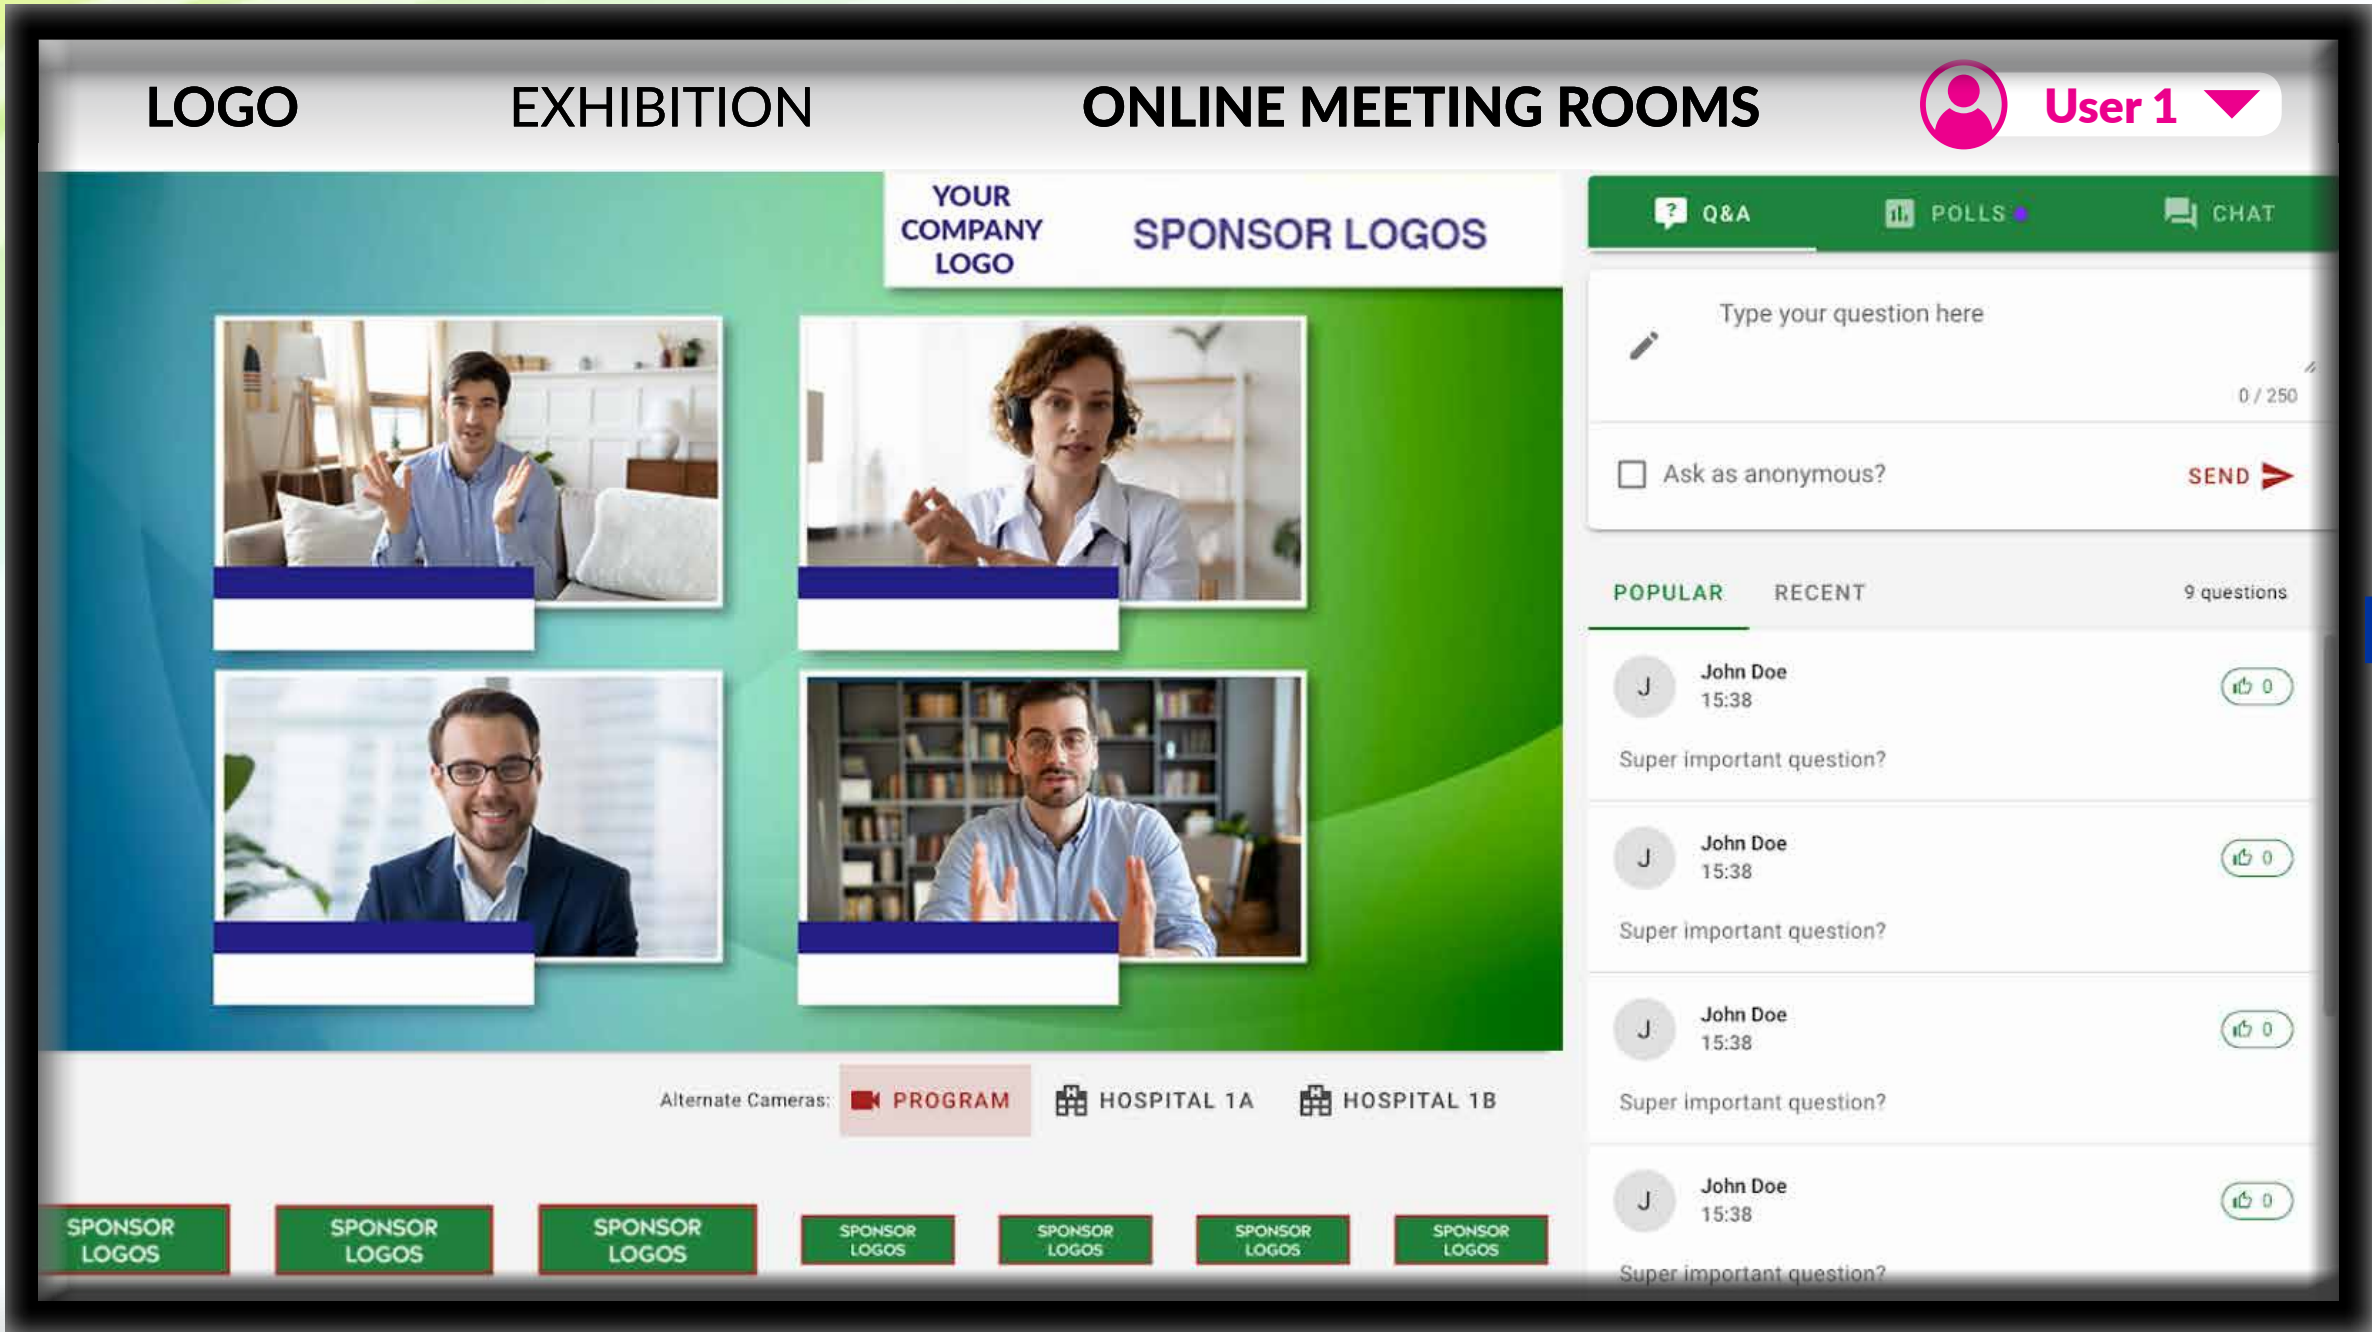 LOGO
EXHIBITION
ONLINE MEETING ROOMS
User 1
YOUR
COMPANY
LOGO
SPONSOR LOGOS
Q&A
POLLS
CHAT
Type your question here
0 / 250
Ask as anonymous?
SEND
POPULAR
RECENT
9 questions
J
John Doe
15:38
0
Super important question?
J
John Doe
15:38
0
Super important question?
J
John Doe
15:38
0
Super important question?
J
John Doe
15:38
0
Super important question?
Alternate Cameras:
PROGRAM
HOSPITAL 1A
HOSPITAL 1B
SPONSOR
LOGOS
SPONSOR
LOGOS
SPONSOR
LOGOS
SPONSOR
LOGOS
SPONSOR
LOGOS
SPONSOR
LOGOS
SPONSOR
LOGOS